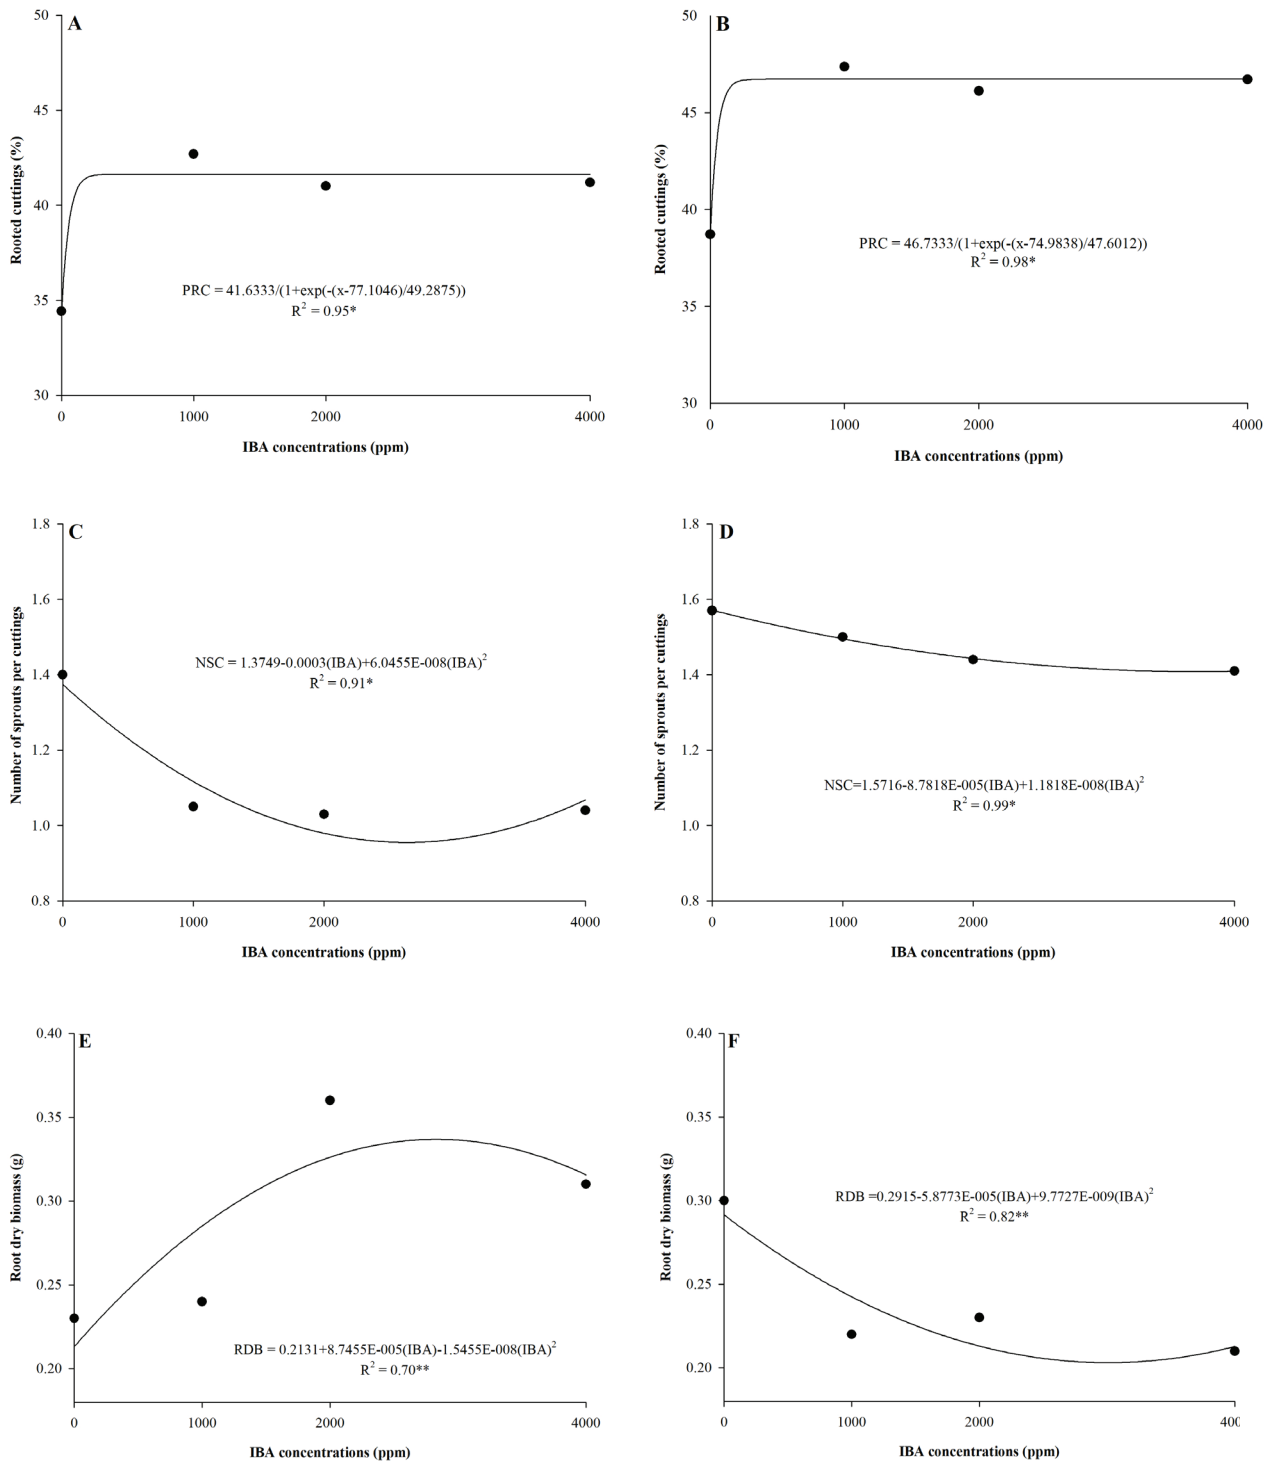 A
50
45
40
35
30
Rooted cuttings (%)
PRC = 41.6333/(1+exp(-(x-77.1046)/49.2875))
R² = 0.95*
0 1000 2000 4000
IBA concentrations (ppm)
B
50
45
40
35
30
Rooted cuttings (%)
PRC = 46.7333/(1+exp(-(x-74.9838)/47.6012))
R² = 0.98*
0 1000 2000 4000
IBA concentrations (ppm)
C
1.8
1.6
1.4
1.2
1.0
0.8
Number of sprouts per cuttings
NSC = 1.3749-0.0003(IBA)+6.0455E-008(IBA)²
R² = 0.91*
0 1000 2000 4000
IBA concentrations (ppm)
D
1.8
1.6
1.4
1.2
1.0
0.8
Number of sprouts per cuttings
NSC=1.5716-8.7818E-005(IBA)+1.1818E-008(IBA)²
R² = 0.99*
0 1000 2000 4000
IBA concentrations (ppm)
E
0.40
0.35
0.30
0.25
0.20
Root dry biomass (g)
RDB = 0.2131+8.7455E-005(IBA)-1.5455E-008(IBA)²
R² = 0.70**
0 1000 2000 4000
IBA concentrations (ppm)
F
0.40
0.35
0.30
0.25
0.20
Root dry biomass (g)
RDB =0.2915-5.8773E-005(IBA)+9.7727E-009(IBA)²
R² = 0.82**
0 1000 2000
IBA concentrations (ppm)